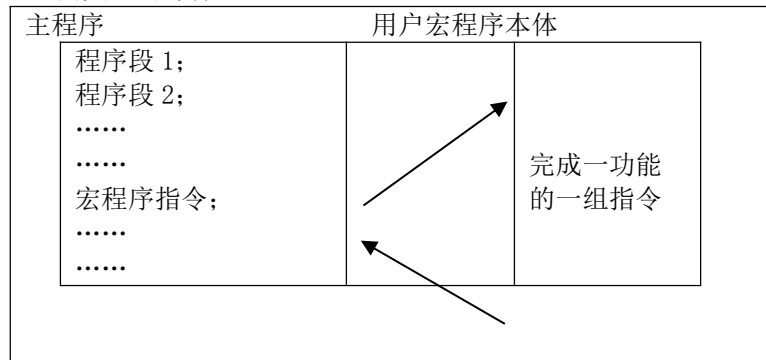 主程序 用户宏程序本体
程序段 1；
程序段 2；
……
……
宏程序指令；
……
……
完成一功能
的一组指令